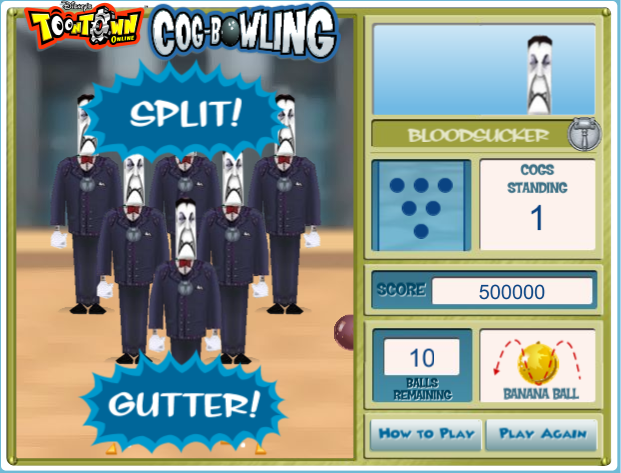 Disney's
TOONTOWN
ONLINE
COG-BOWLING
SPLIT!
GUTTER!
BLOODSUCKER
COGS
STANDING
1
SCORE 500000
10
BALLS
REMAINING
BANANA BALL
HOW TO PLAY
PLAY AGAIN